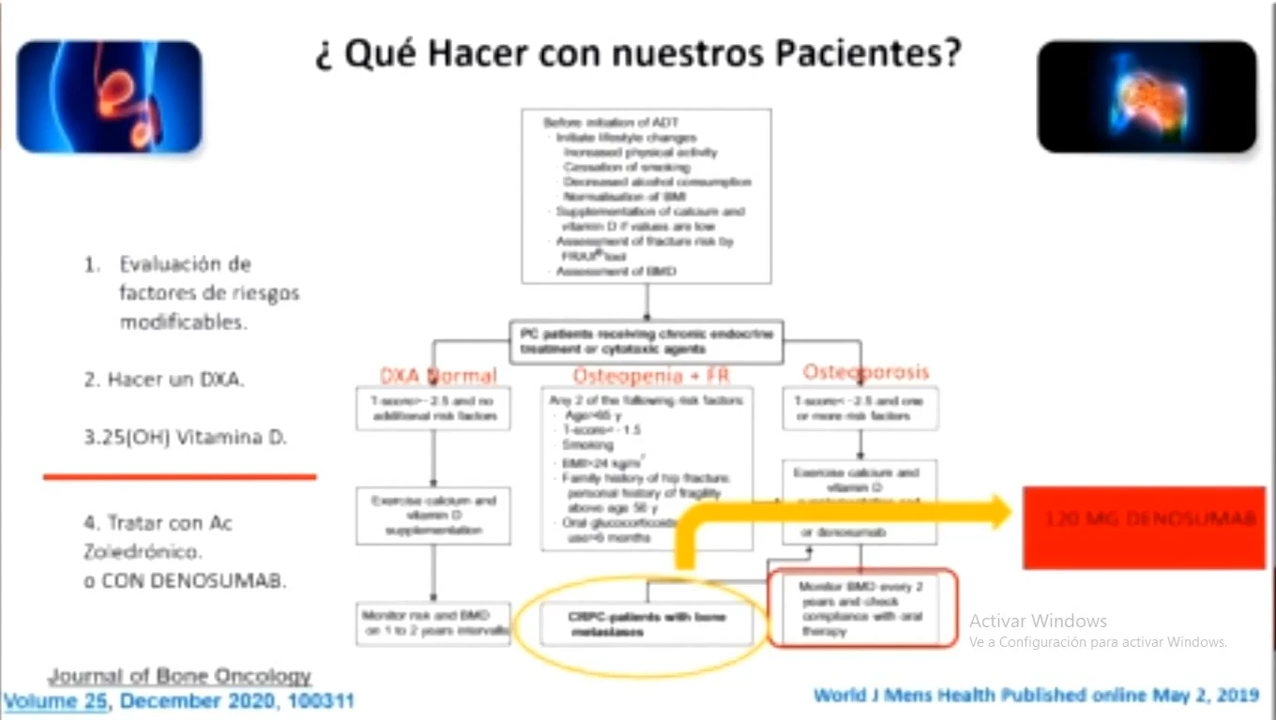 ¿ Qué Hacer con nuestros Pacientes?
Before initiation of ADT
· Initiate lifestyle changes
Increased physical activity
Cessation of smoking
Decreased alcohol consumption
Normalisation of BMI
· Supplementation of calcium and
vitamin D if values are low
· Assessment of fracture risk by
FRAX® tool
· Assessment of BMD
1. Evaluación de
factores de riesgos
modificables.
2. Hacer un DXA.
3.25(OH) Vitamina D.
4. Tratar con Ac
Zoledrónico.
o CON DENOSUMAB.
PC patients receiving chronic endocrine
treatment or cytotoxic agents
DXA Normal
T-score>-2.5 and no
additional risk factors
Exercise calcium and
vitamin D
supplementation
Monitor risk and BMD
on 1 to 2 years intervals
Osteopenia + FR
Any 2 of the following risk factors
· Age>65 y
· T-score< -1.5
· Smoking
· BMI>24 kg/m²
· Family history of hip fracture
personal history of fragility
above age 50 y
· Oral glucocorticoids
use>6 months
CRPC-patients with bone
metastases
Osteoporosis
T-score< -2.5 and one
or more risk factors
Exercise calcium and
vitamin D
or denosumab
Monitor BMD every 2
years and check
compliance with oral
therapy
120 MG DENOSUMAB
Activar Windows
Ve a Configuración para activar Windows.
Journal of Bone Oncology
Volume 25, December 2020, 100311
World J Mens Health Published online May 2, 2019